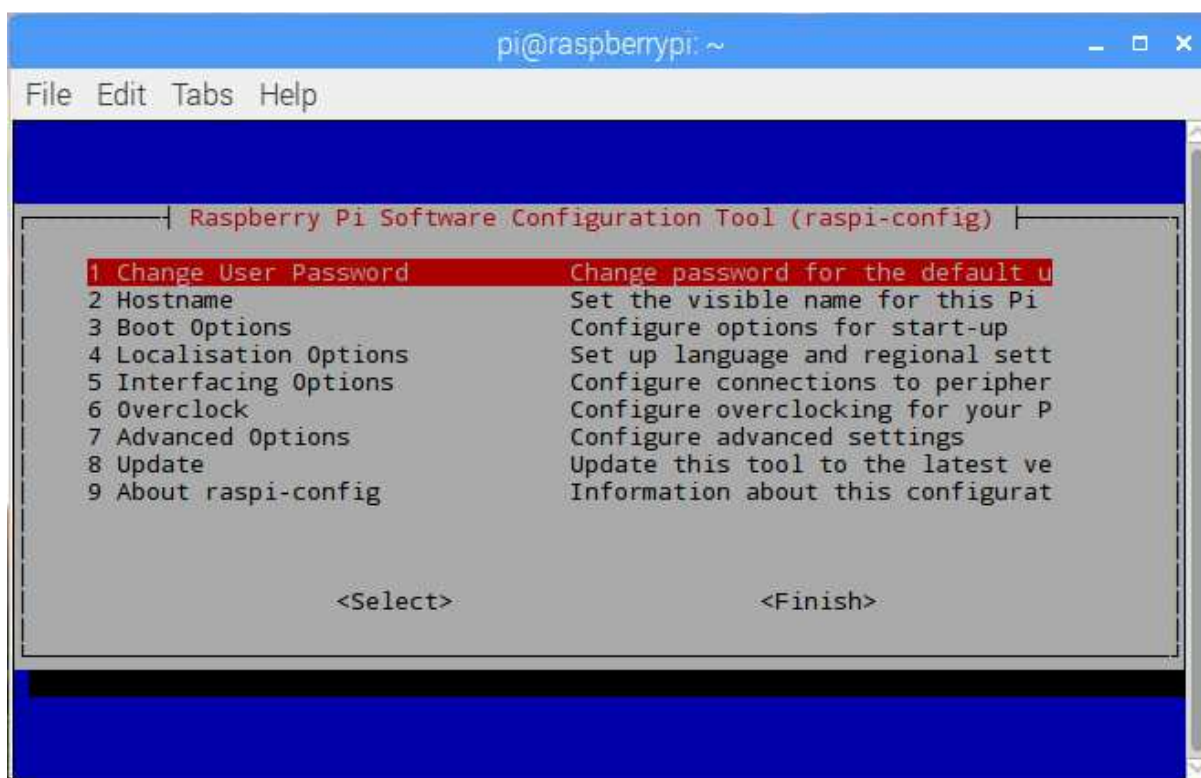 pi@raspberrypi: ~
File Edit Tabs Help
Raspberry Pi Software Configuration Tool (raspi-config)
1 Change User Password Change password for the default u
2 Hostname Set the visible name for this Pi
3 Boot Options Configure options for start-up
4 Localisation Options Set up language and regional sett
5 Interfacing Options Configure connections to peripher
6 Overclock Configure overclocking for your P
7 Advanced Options Configure advanced settings
8 Update Update this tool to the latest ve
9 About raspi-config Information about this configurat
<Select> <Finish>